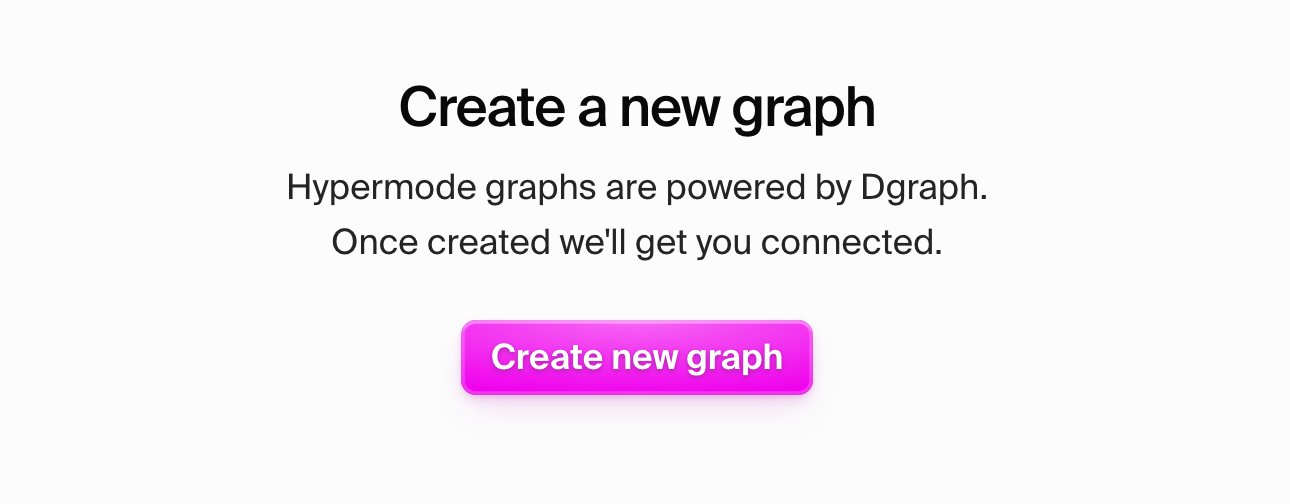 Create a new graph
Hypermode graphs are powered by Dgraph.
Once created we'll get you connected.
Create new graph